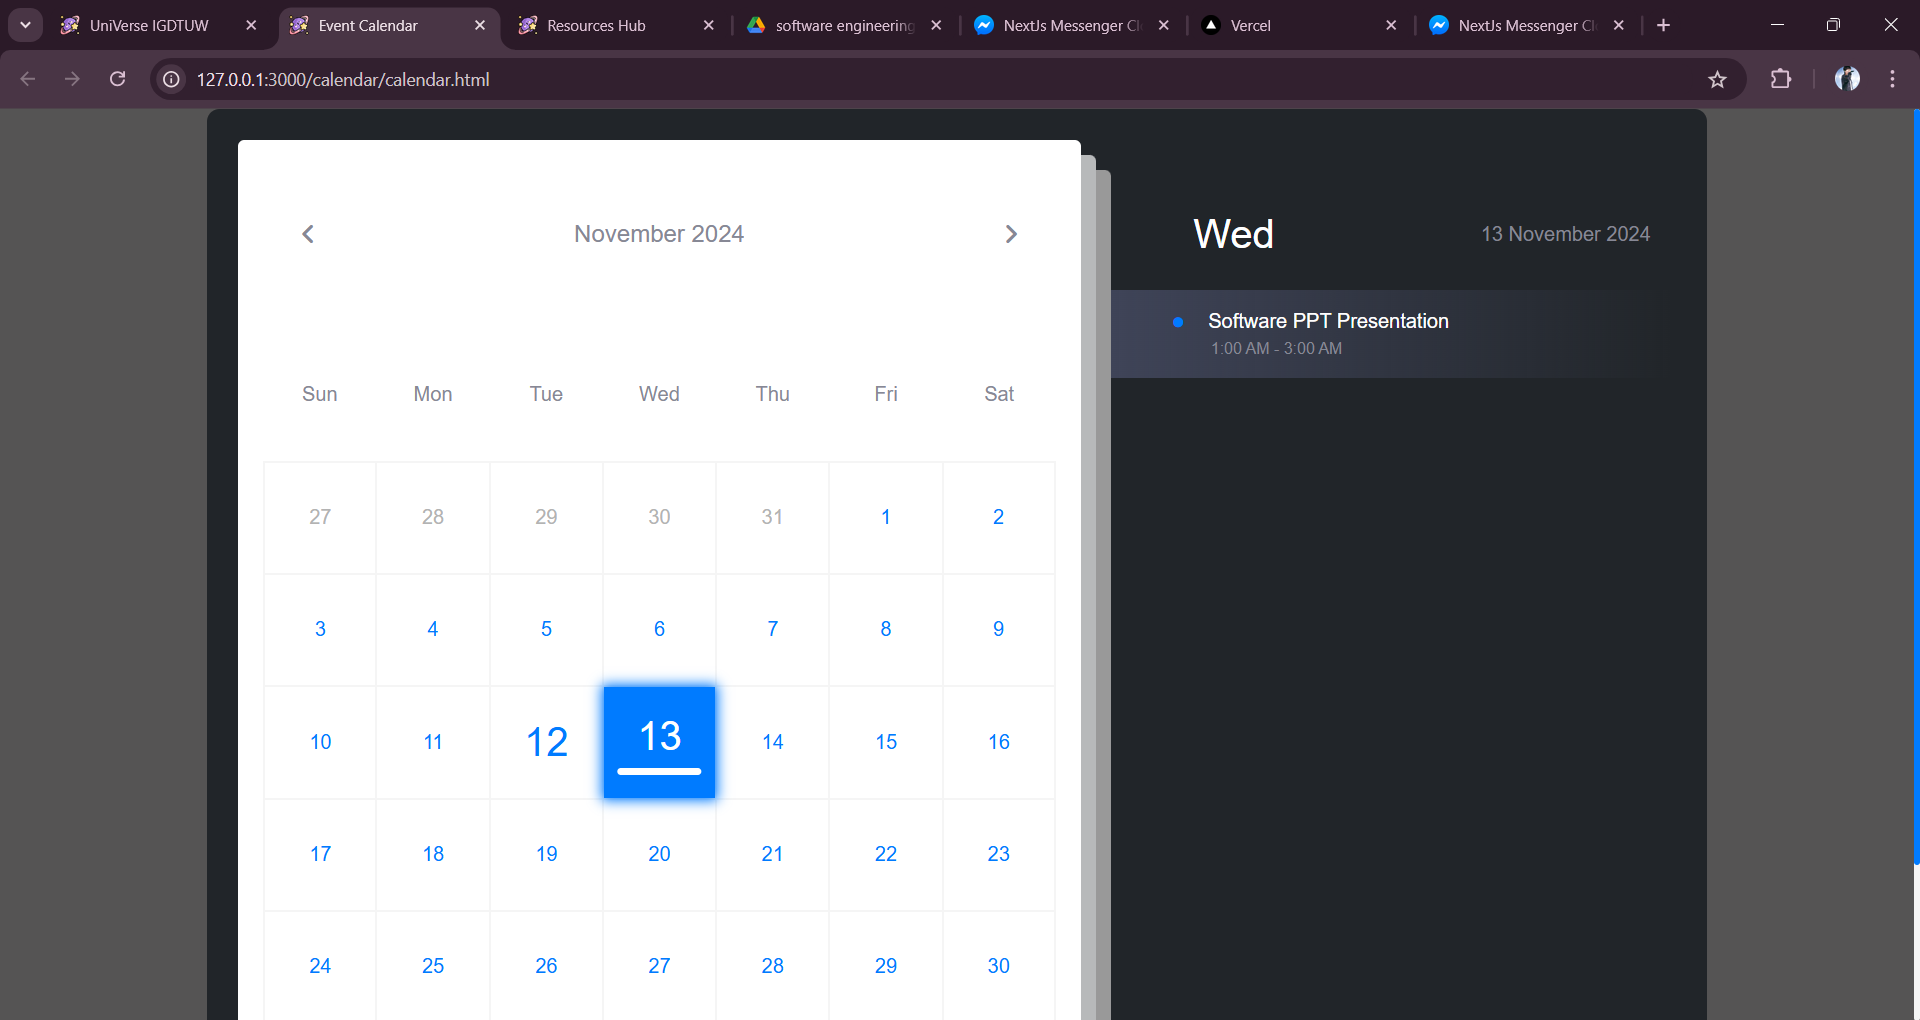 UniVerse IGDTUW
Event Calendar
Resources Hub
software engineering
NextJs Messenger Cl
Vercel
NextJs Messenger Cl
127.0.0.1:3000/calendar/calendar.html
November 2024
Sun Mon Tue Wed Thu Fri Sat
27 28 29 30 31 1 2
3 4 5 6 7 8 9
10 11 12 13 14 15 16
17 18 19 20 21 22 23
24 25 26 27 28 29 30
Wed
13 November 2024
Software PPT Presentation
1:00 AM - 3:00 AM